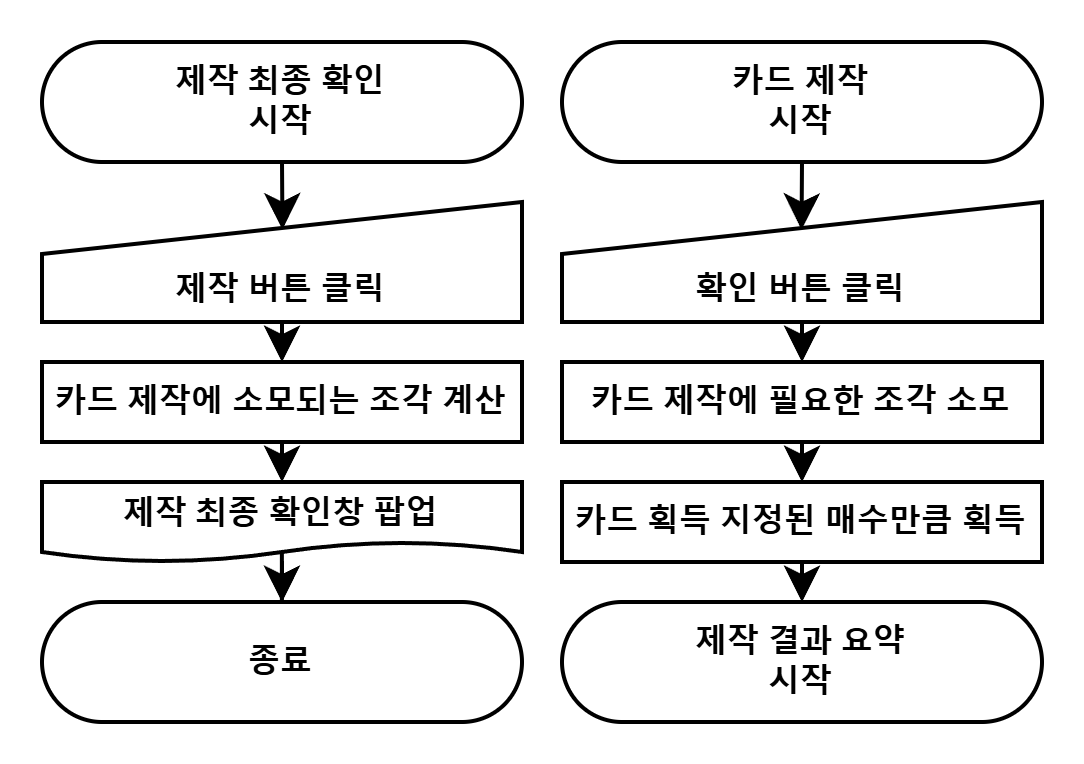 제작 최종 확인
시작
제작 버튼 클릭
카드 제작에 소모되는 조각 계산
제작 최종 확인창 팝업
종료
카드 제작
시작
확인 버튼 클릭
카드 제작에 필요한 조각 소모
카드 획득 지정된 매수만큼 획득
제작 결과 요약
시작